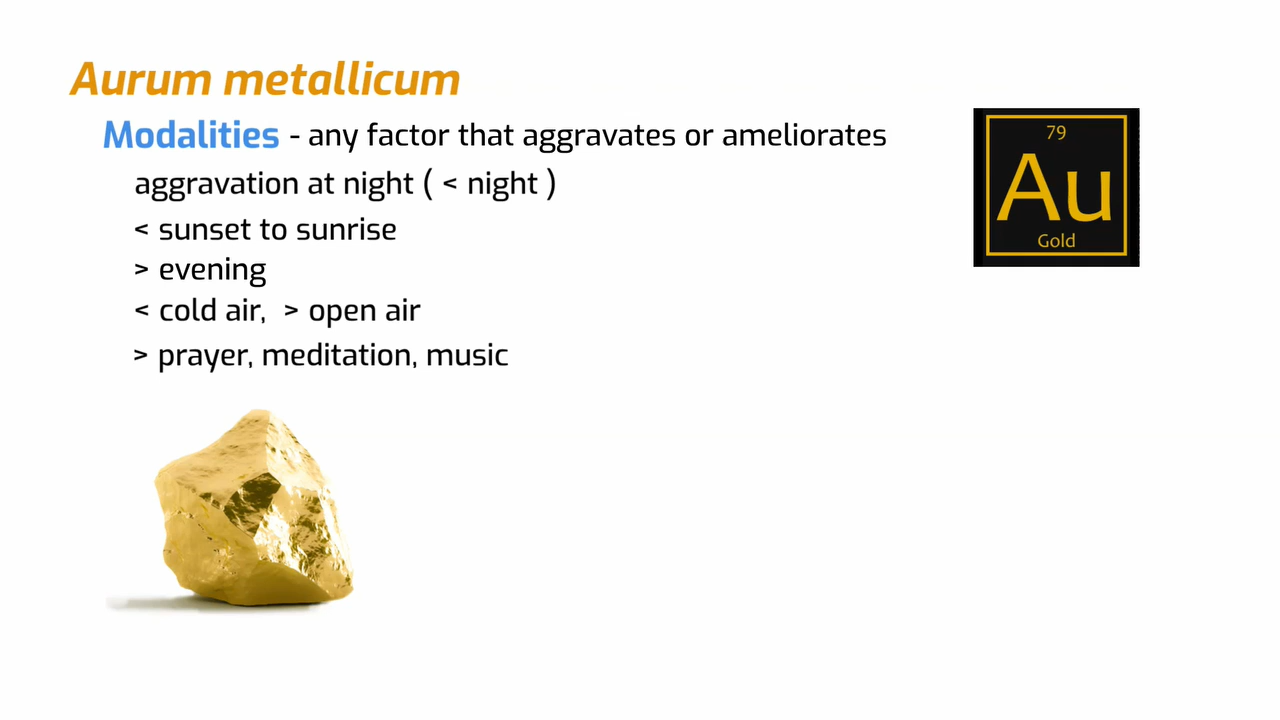 Aurum metallicum
Modalities - any factor that aggravates or ameliorates
aggravation at night ( < night )
< sunset to sunrise
> evening
< cold air, > open air
> prayer, meditation, music
79
Au
Gold